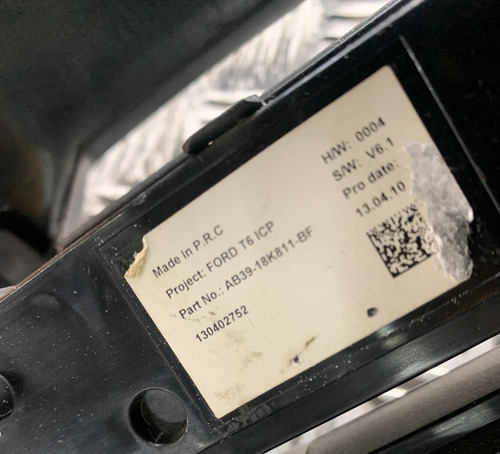 H/W: 0004
S/W: V6.1
Pro date:
13.04.10
Made In P.R.C
Project: FORD T6 ICP
Part No.: AB39-18K811-BF
130402752